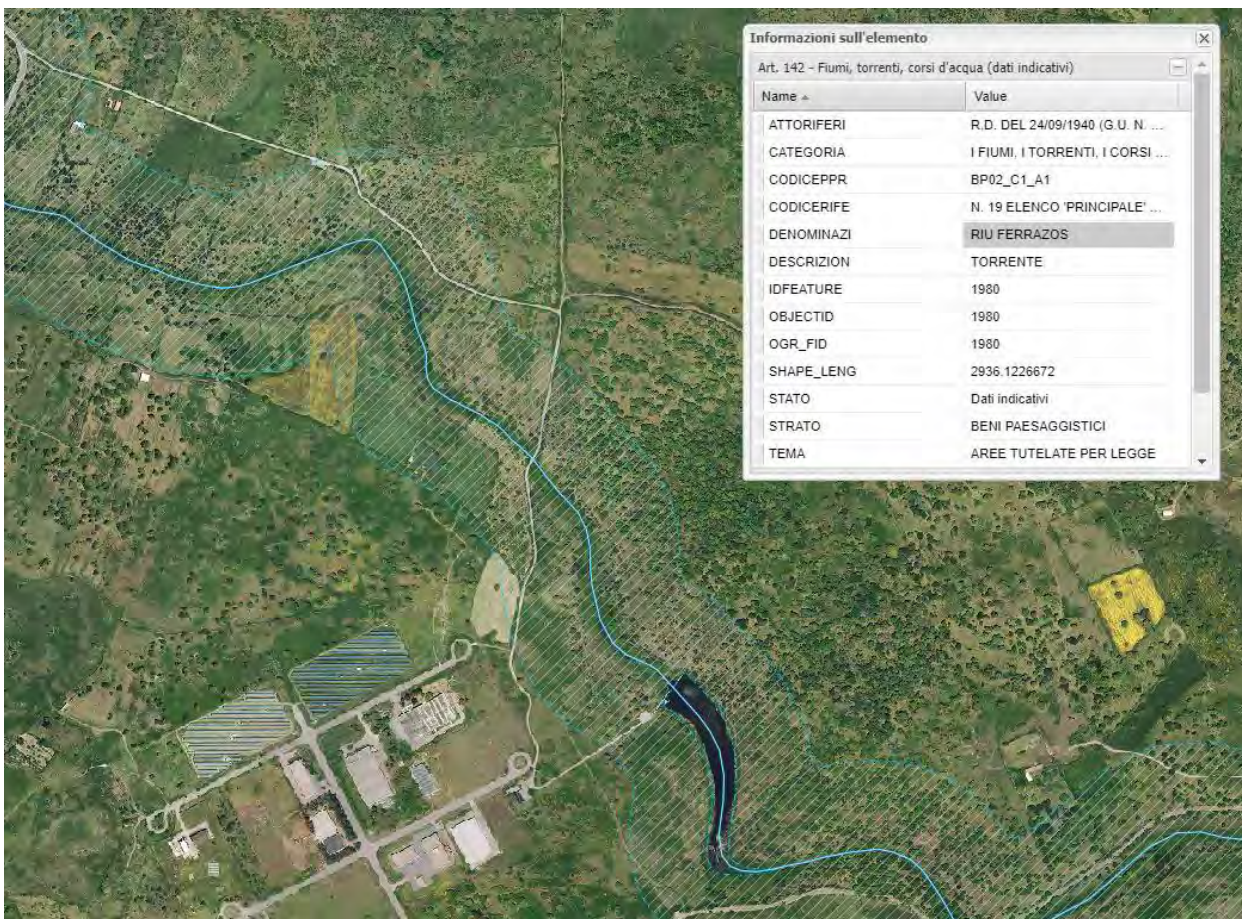 Informazioni sull'elemento
Art. 142 - Fiumi, torrenti, corsi d'acqua (dati indicativi)
Name Value
ATTORIFERI R.D. DEL 24/09/1940 (G.U. N. ...
CATEGORIA I FIUMI, I TORRENTI, I CORSI ...
CODICEPPR BP02_C1_A1
CODICERIFE N. 19 ELENCO 'PRINCIPALE' ...
DENOMINAZI RIU FERRAZOS
DESCRIZION TORRENTE
IDFEATURE 1980
OBJECTID 1980
OGR_FID 1980
SHAPE_LENG 2936.1226672
STATO Dati indicativi
STRATO BENI PAESAGGISTICI
TEMA AREE TUTELATE PER LEGGE